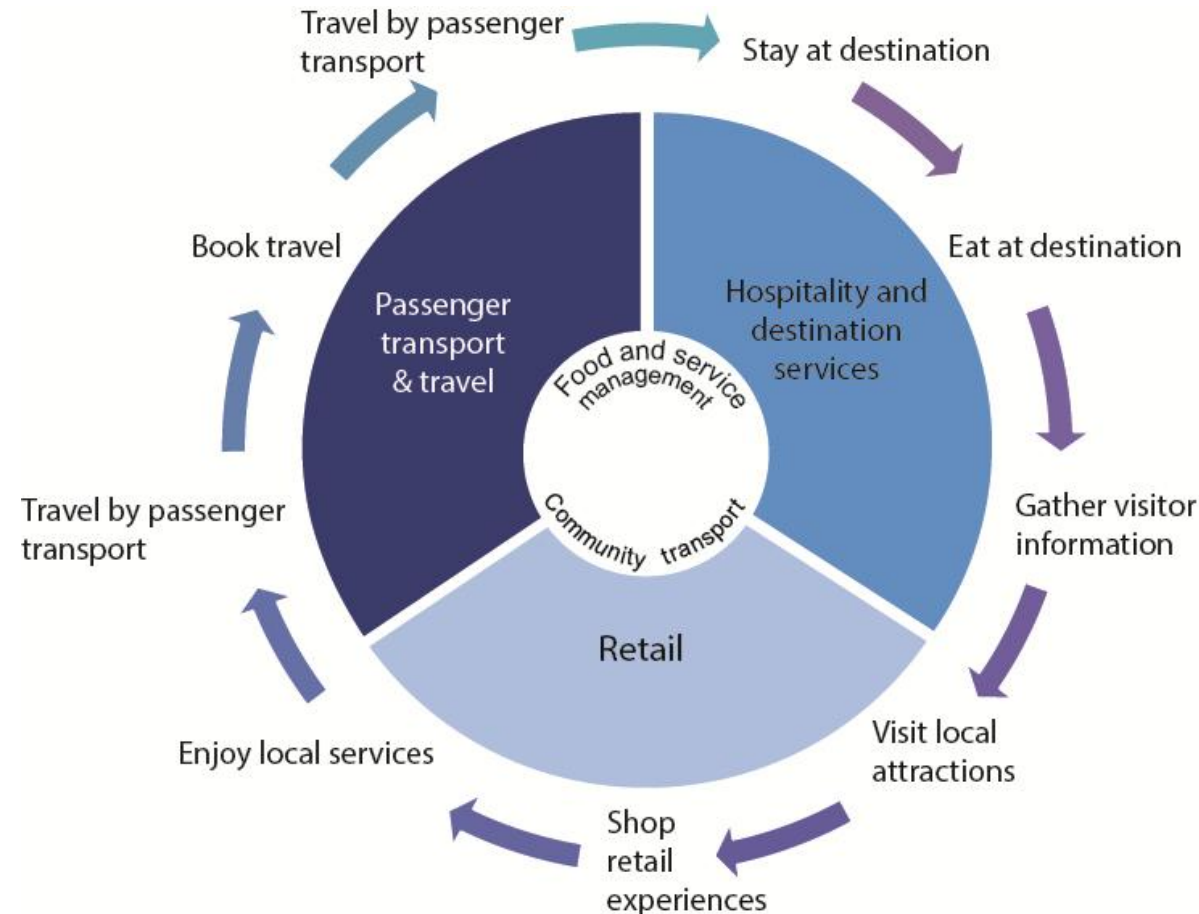 Travel by passenger
transport
Stay at destination
Book travel
Eat at destination
Passenger
transport
& travel
Hospitality and
destination
services
Food and service
management
Community transport
Travel by passenger
transport
Gather visitor
information
Retail
Enjoy local services
Visit local
attractions
Shop
retail
experiences